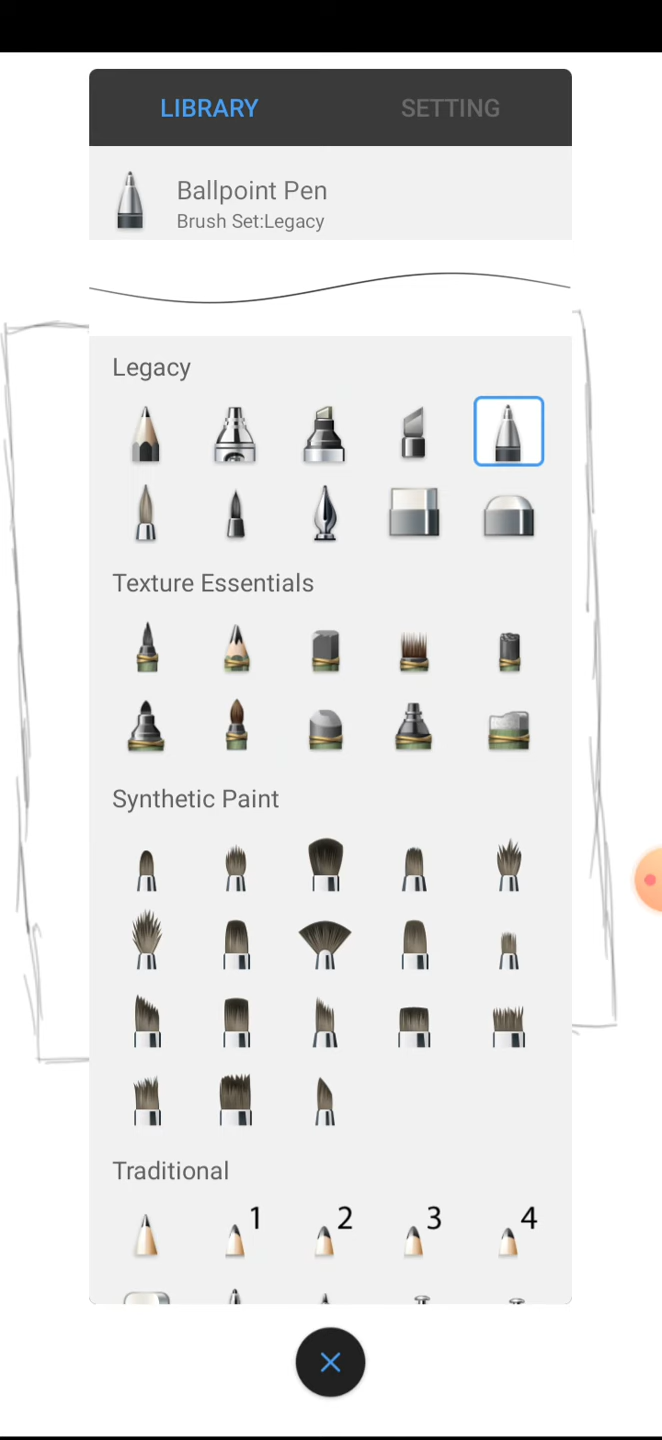 LIBRARY SETTING
Ballpoint Pen
Brush Set:Legacy
Legacy
Texture Essentials
Synthetic Paint
Traditional
1 2 3 4